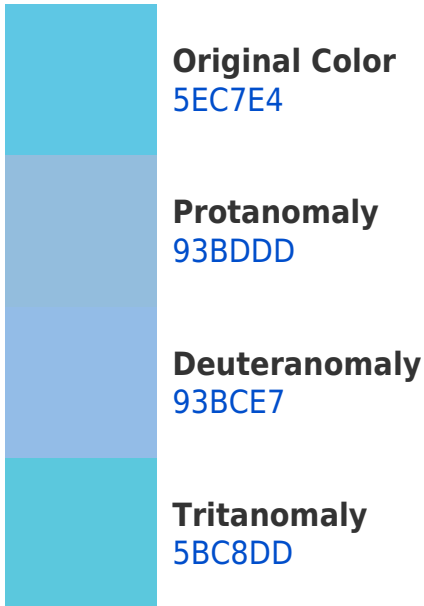 Original Color
5EC7E4
Protanomaly
93BDDD
Deuteranomaly
93BCE7
Tritanomaly
5BC8DD